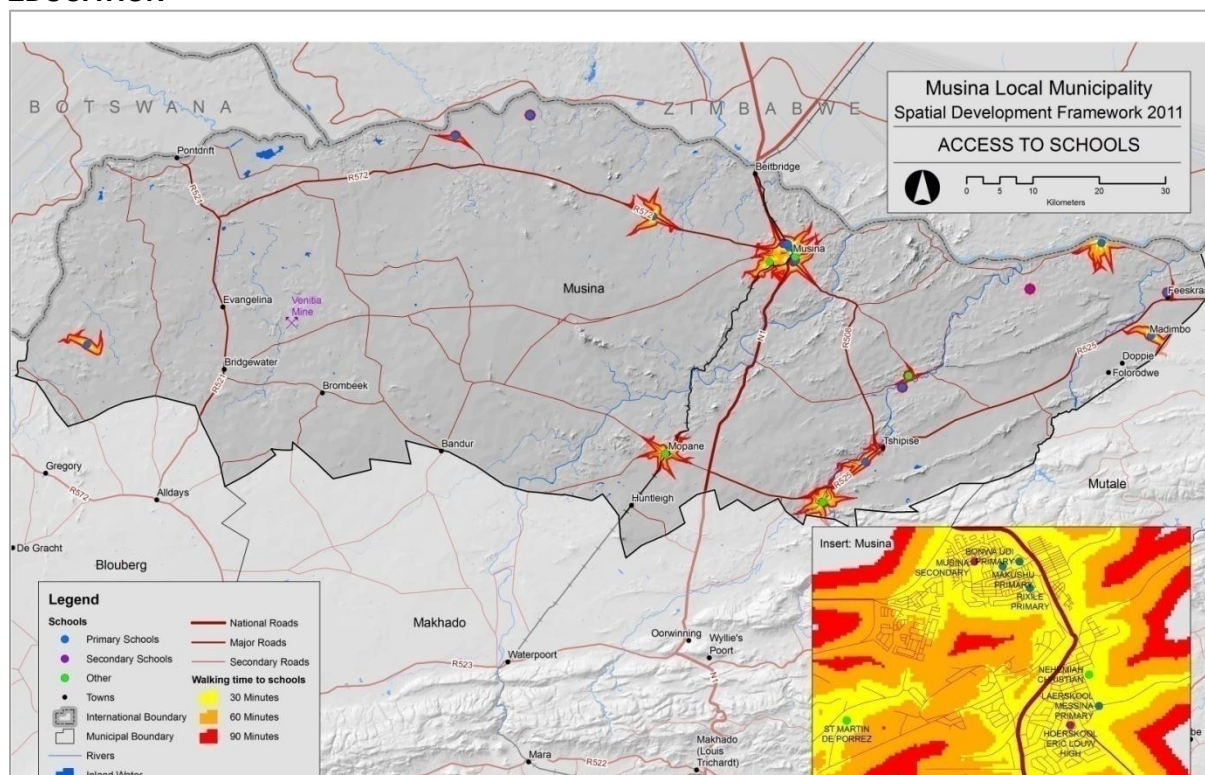 EDUCATION
BOTSWANA
ZIMBABWE
Musina Local Municipality
Spatial Development Framework 2011
ACCESS TO SCHOOLS
0 5 10 20 30
Kilometers
Pontdrift
R572
R521
Beitbridge
R572
Musina
Musina
Evangelina
Venitia
Mine
N1
R508
R525
Madimbo
Doppie
Folorodwe
Bridgewater
R521
Brombeek
Bandur
Mopane
Tshipise
R525
Huntleigh
Mutale
Gregory
R572
Alldays
De Gracht
Blouberg
Makhado
Oorwinning
Wyllie's
Poort
R523
Waterpoort
N1
Mara
R522
Makhado
(Louis
Trichardt)
Legend
Schools
Primary Schools
Secondary Schools
Other
Towns
International Boundary
Municipal Boundary
Rivers
Inland Water
National Roads
Major Roads
Secondary Roads
Walking time to schools
30 Minutes
60 Minutes
90 Minutes
Insert: Musina
BONWA UDI
PRIMARY
MUSINA
SECONDARY
MAKUSHU
PRIMARY
RIXILE
PRIMARY
NEHEMIAH
CHRISTIAN
LAERSKOOL
MESSINA
PRIMARY
HOERSKOOL
ERIC LOUW
HIGH
ST MARTIN
DE PORREZ